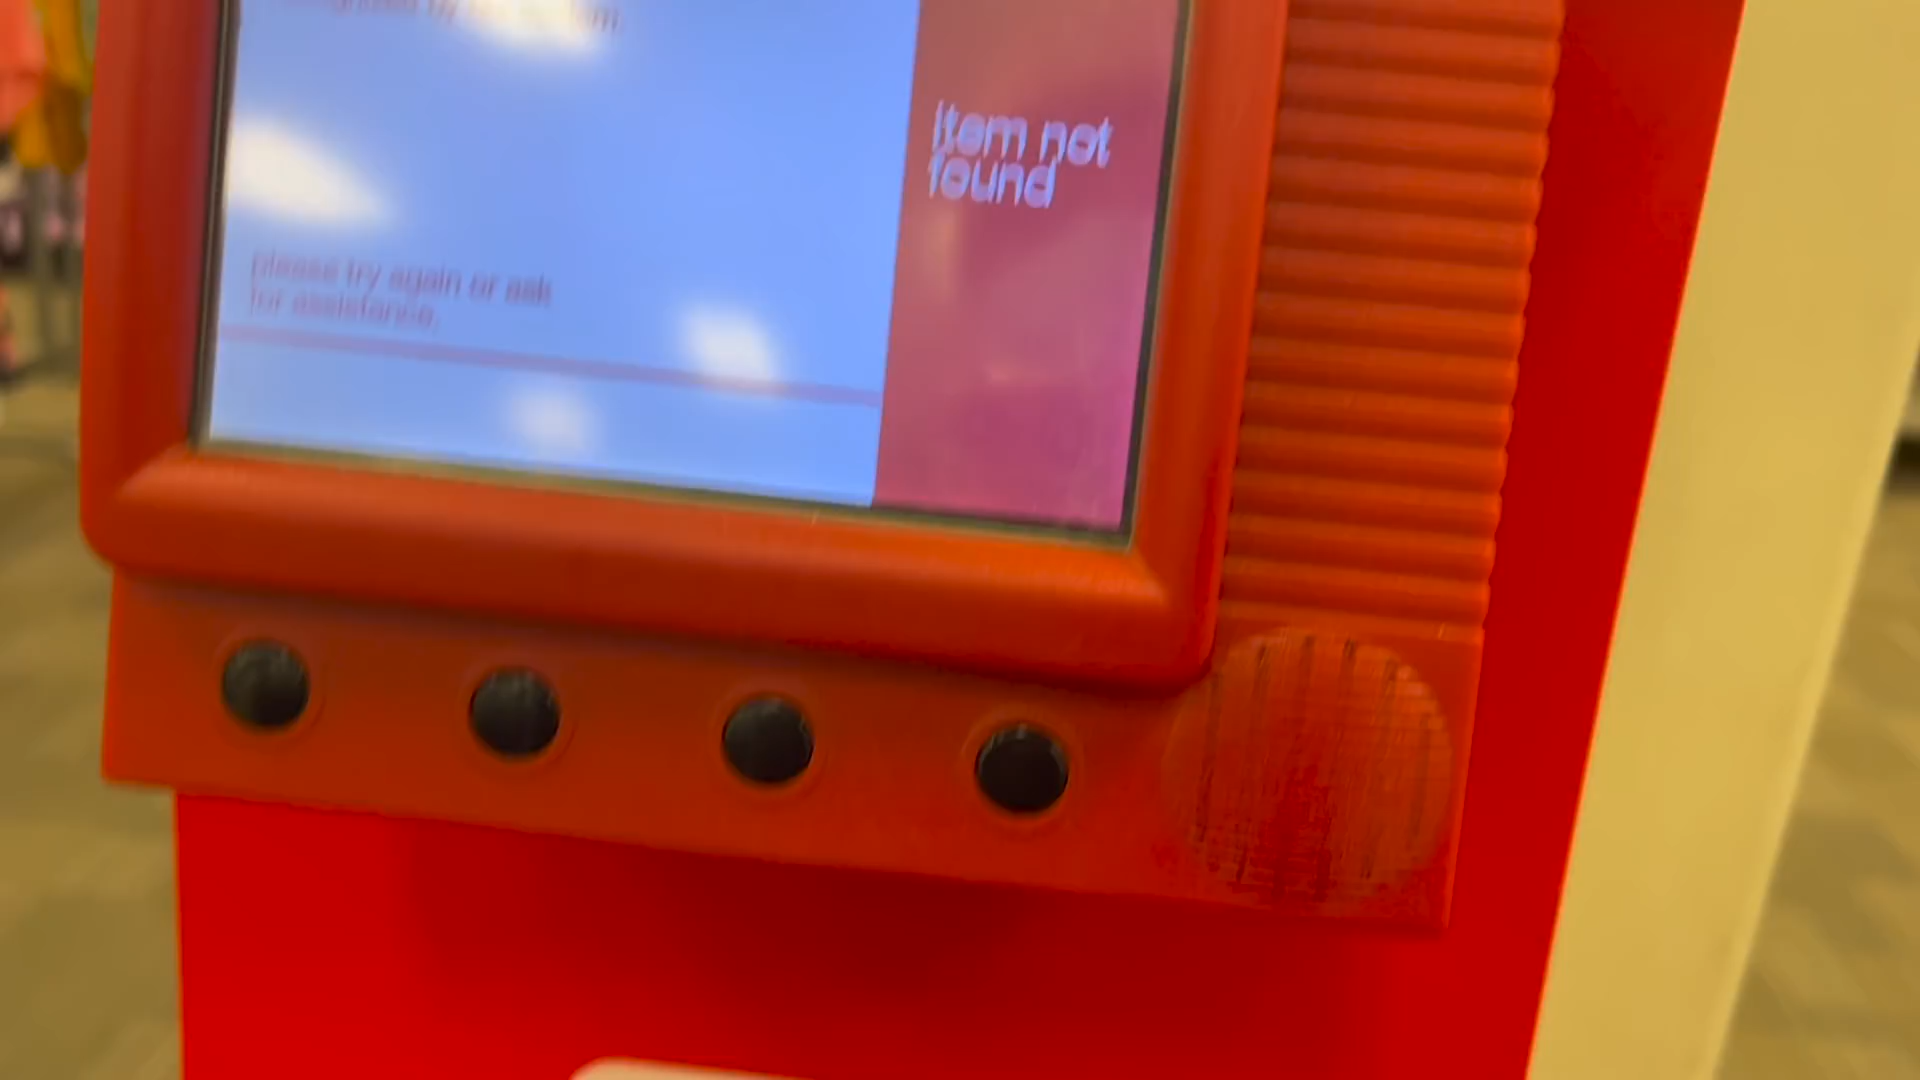 please try again or ask
for assistance.
item not
found